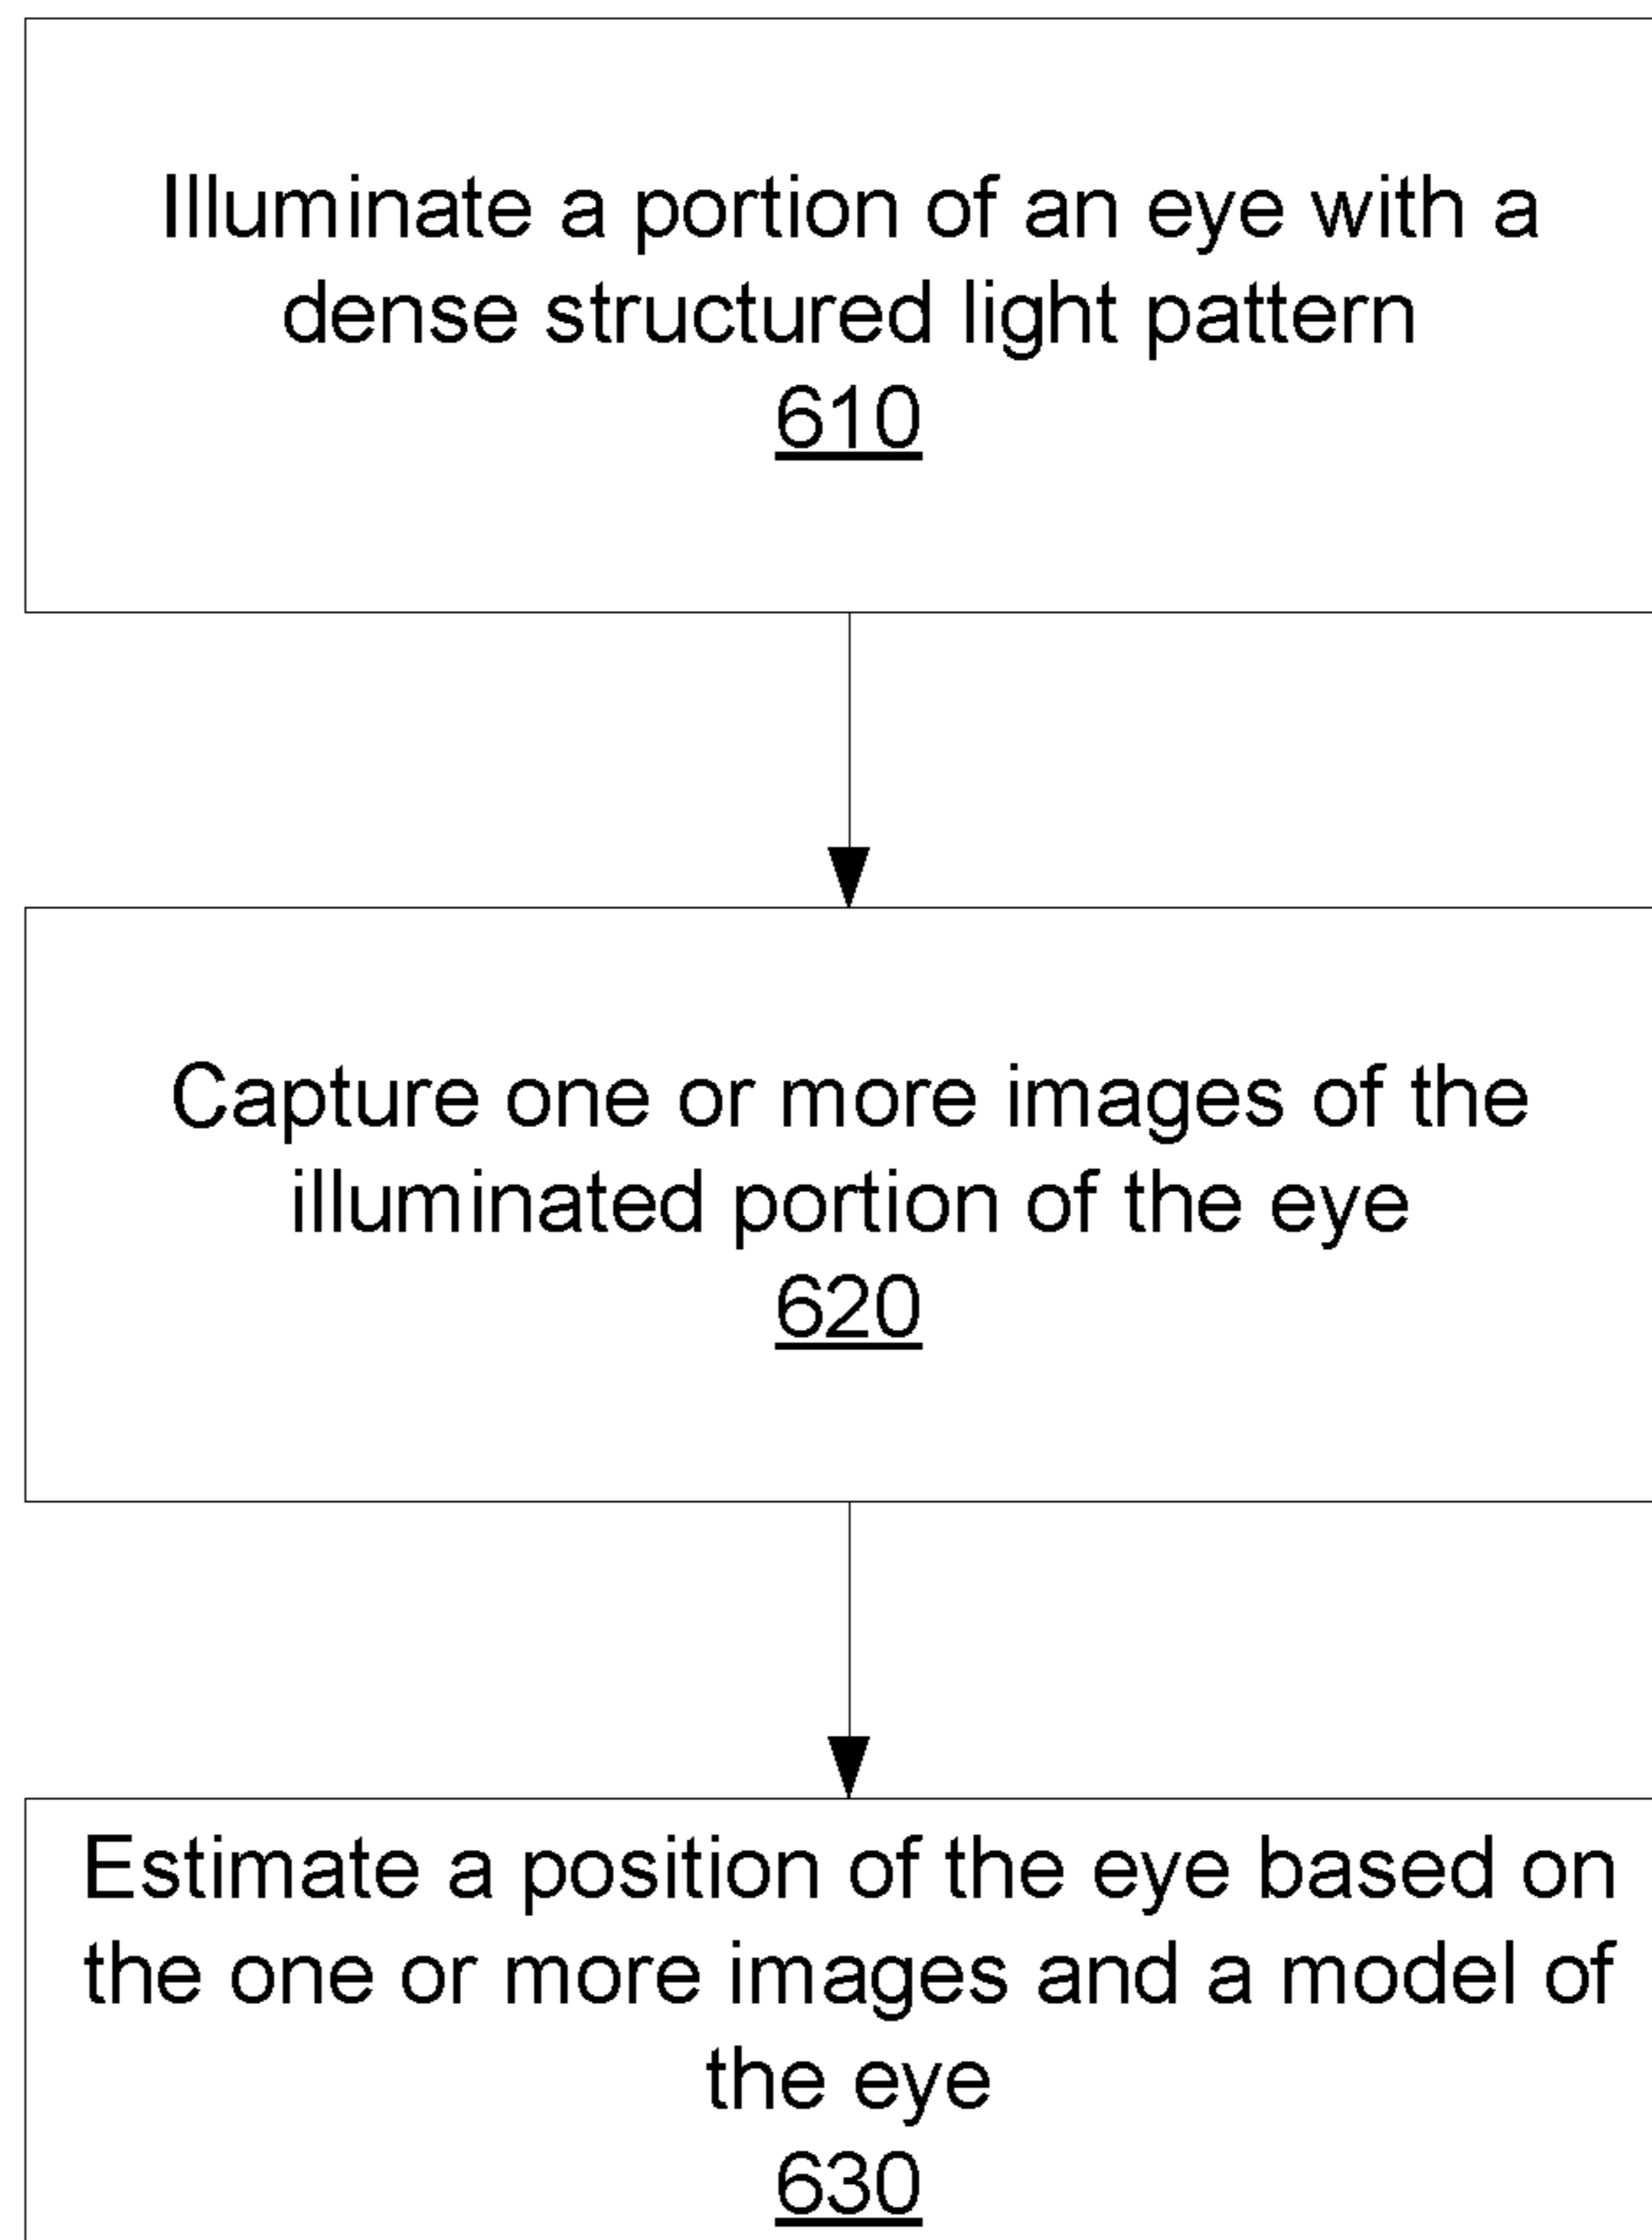 Illuminate a portion of an eye with a
dense structured light pattern
610
Capture one or more images of the
illuminated portion of the eye
620
Estimate a position of the eye based on
the one or more images and a model of
the eye
630